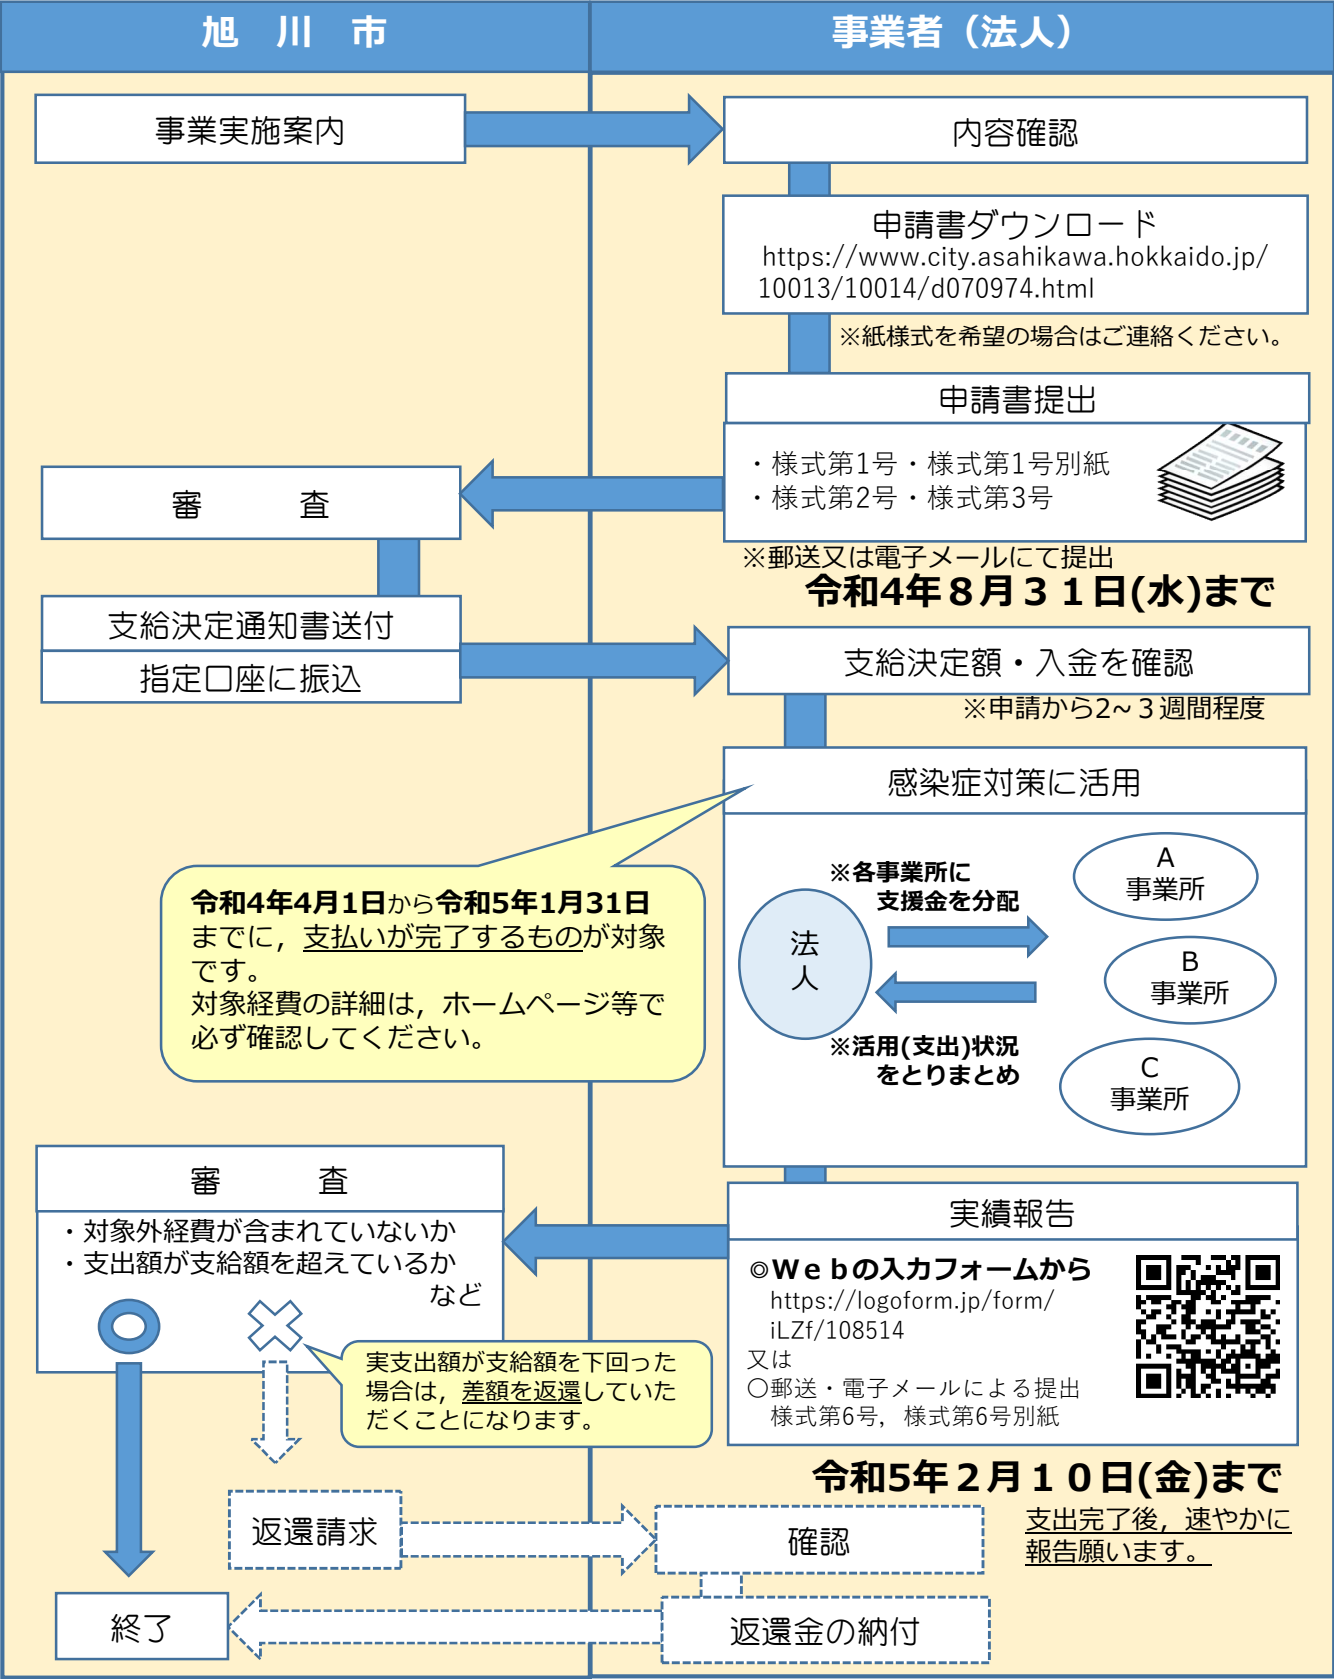 旭　川　市
事業者（法人）
事業実施案内
内容確認
申請書ダウンロード
https://www.city.asahikawa.hokkaido.jp/
10013/10014/d070974.html
※紙様式を希望の場合はご連絡ください。
申請書提出
・様式第1号・様式第1号別紙
・様式第2号・様式第3号
※郵送又は電子メールにて提出
令和4年８月３１日(水)まで
審　　査
支給決定通知書送付
指定口座に振込
支給決定額・入金を確認
※申請から2~３週間程度
感染症対策に活用
※各事業所に
支援金を分配
法
人
A
事業所
B
事業所
C
事業所
※活用(支出)状況
をとりまとめ
令和4年4月1日から令和5年1月31日
までに，支払いが完了するものが対象
です。
対象経費の詳細は，ホームページ等で
必ず確認してください。
実績報告
◎Ｗｅｂの入力フォームから
https://logoform.jp/form/
iLZf/108514
又は
〇郵送・電子メールによる提出
様式第6号，様式第6号別紙
令和5年２月１０日(金)まで
支出完了後，速やかに
報告願います。
審　　査
・対象外経費が含まれていないか
・支出額が支給額を超えているか
など
実支出額が支給額を下回った
場合は，差額を返還していた
だくことになります。
返還請求
確認
返還金の納付
終了